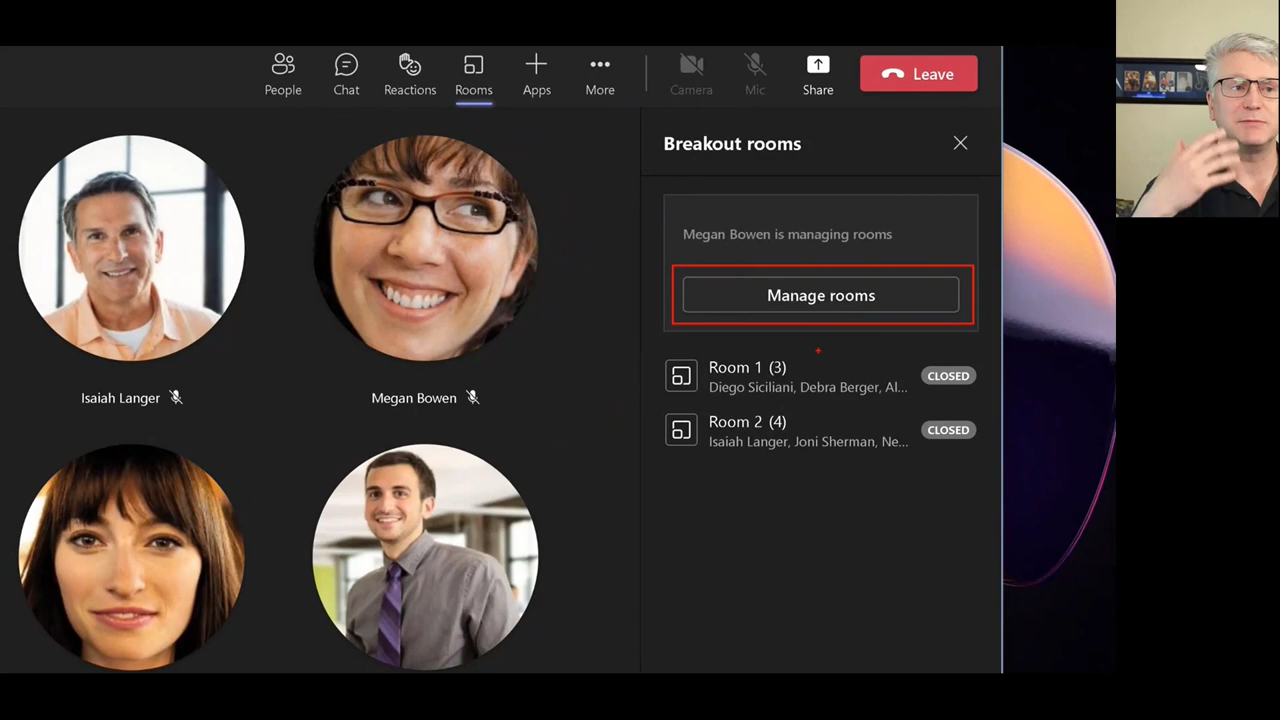 People
Chat
Reactions
Rooms
Apps
More
Camera
Mic
Share
Leave
Breakout rooms
Megan Bowen is managing rooms
Manage rooms
Room 1 (3)
Diego Siciliani, Debra Berger, Al...
CLOSED
Room 2 (4)
Isaiah Langer, Joni Sherman, Ne...
CLOSED
Isaiah Langer
Megan Bowen